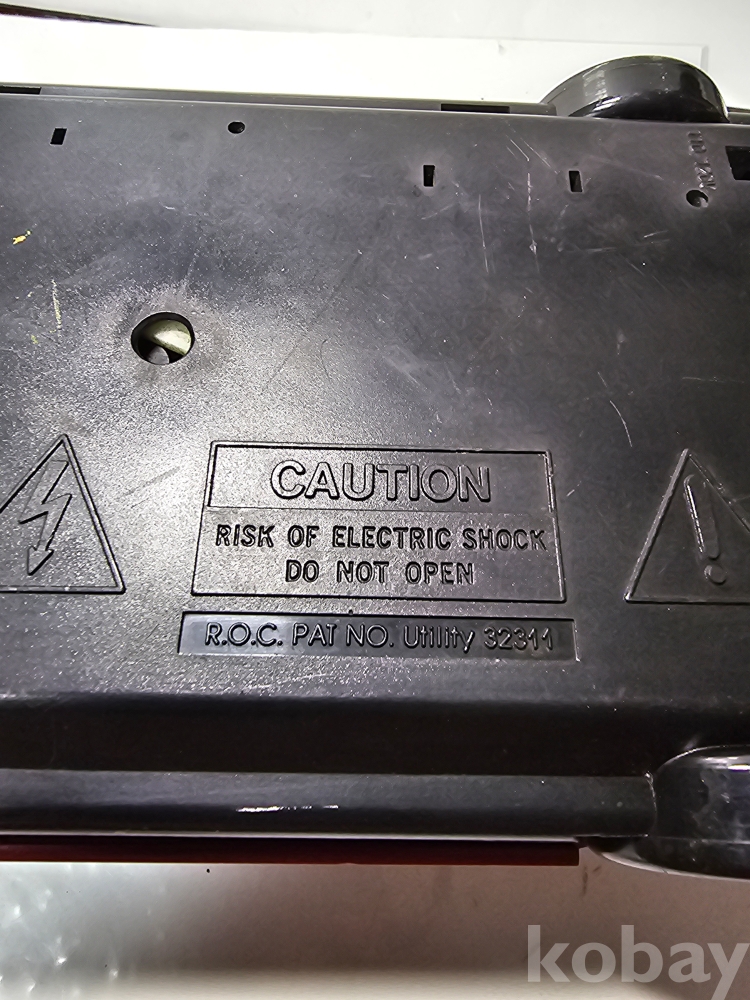 CAUTION
RISK OF ELECTRIC SHOCK
DO NOT OPEN
R.O.C. PAT NO. Utility 32311
kobay